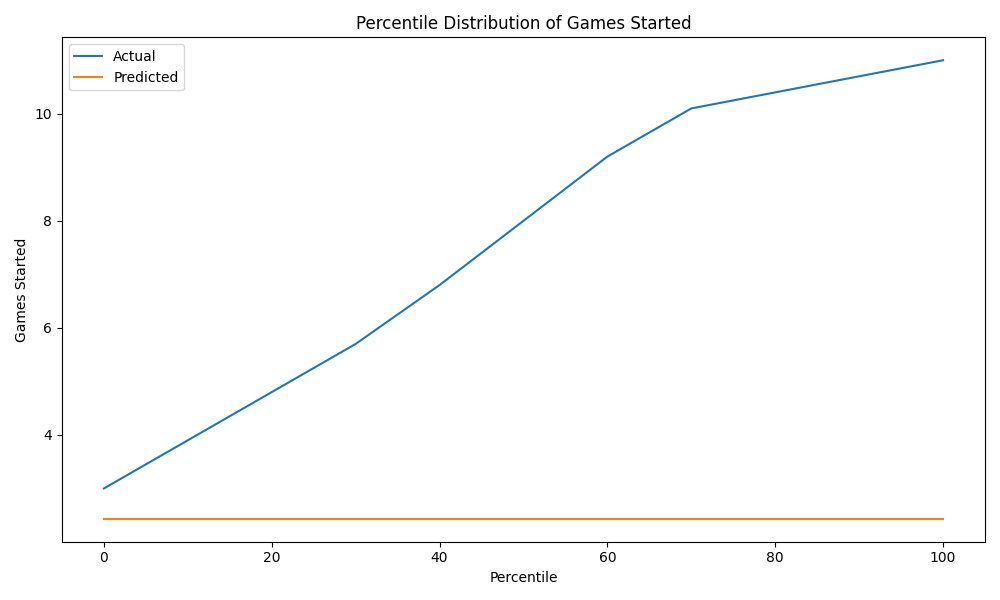 Percentile Distribution of Games Started
Actual
Predicted
10
8
6
4
Games Started
0 20 40 60 80 100
Percentile